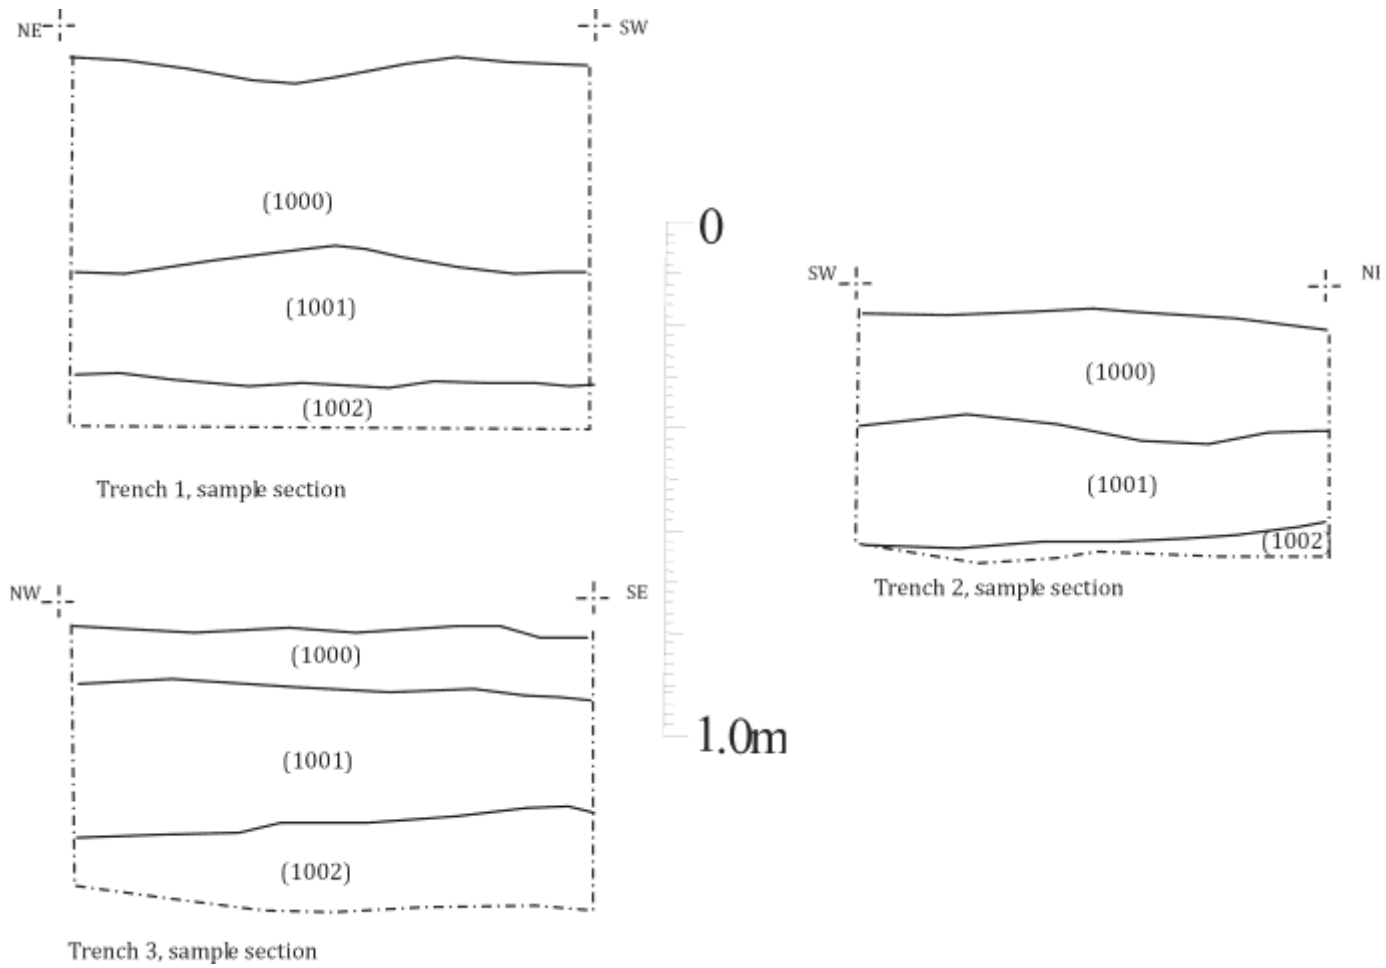 NE SW
(1000)
(1001)
(1002)
Trench 1, sample section
0
1.0m
SW
(1000)
(1001)
(1002)
Trench 2, sample section
NW SE
(1000)
(1001)
(1002)
Trench 3, sample section